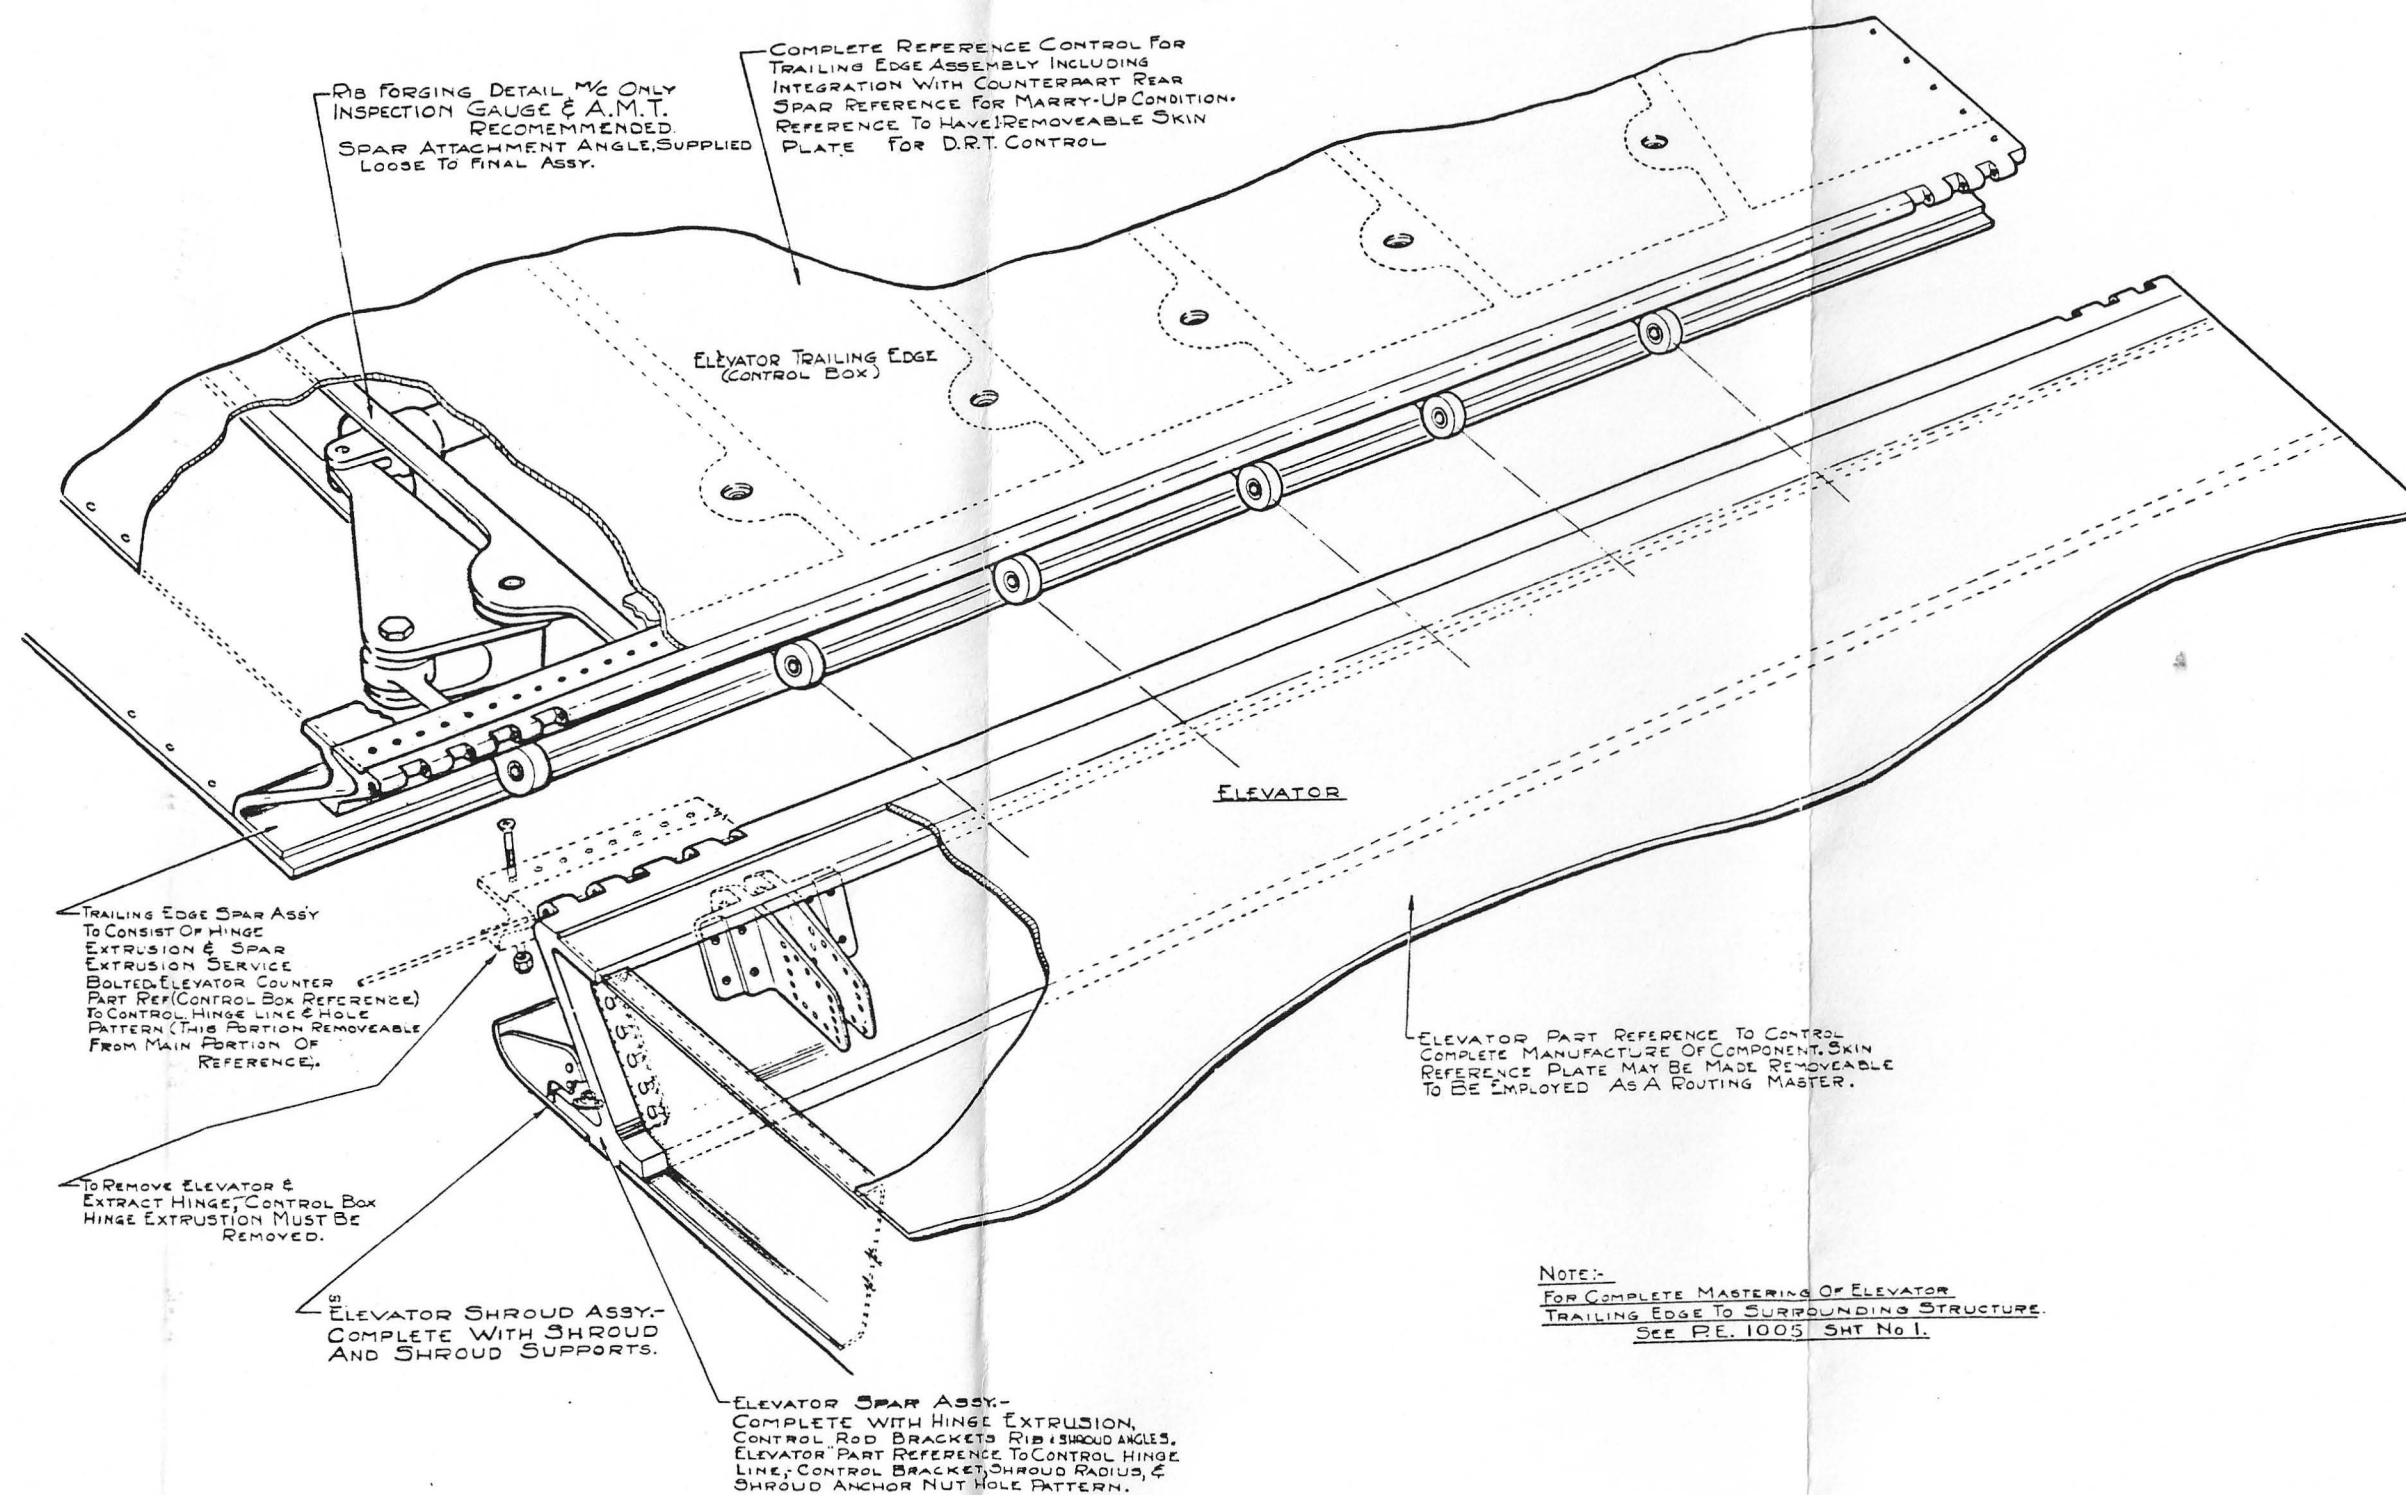 RIB FORGING DETAIL M/C ONLY
INSPECTION GAUGE & A.M.T.
RECOMEMMENDED.
SPAR ATTACHMENT ANGLE, SUPPLIED
LOOSE TO FINAL ASSY.
COMPLETE REFERENCE CONTROL FOR
TRAILING EDGE ASSEMBLY INCLUDING
INTEGRATION WITH COUNTERPART REAR
SPAR REFERENCE FOR MARRY-UP CONDITION.
REFERENCE TO HAVE 1 REMOVEABLE SKIN
PLATE FOR D.R.T. CONTROL
ELEVATOR TRAILING EDGE
(CONTROL BOX)
ELEVATOR
TRAILING EDGE SPAR ASSY
TO CONSIST OF HINGE
EXTRUSION & SPAR
EXTRUSION SERVICE
BOLTED. ELEVATOR COUNTER
PART REF (CONTROL BOX REFERENCE)
TO CONTROL HINGE LINE & HOLE
PATTERN (THIS PORTION REMOVEABLE
FROM MAIN PORTION OF
REFERENCE).
TO REMOVE ELEVATOR &
EXTRACT HINGE, CONTROL BOX
HINGE EXTRUSTION MUST BE
REMOVED.
ELEVATOR SHROUD ASSY.-
COMPLETE WITH SHROUD
AND SHROUD SUPPORTS.
ELEVATOR SPAR ASSY.-
COMPLETE WITH HINGE EXTRUSION,
CONTROL ROD BRACKETS RIB & SHROUD ANGLES.
ELEVATOR PART REFERENCE TO CONTROL HINGE
LINE,- CONTROL BRACKET, SHROUD RADIUS, &
SHROUD ANCHOR NUT HOLE PATTERN.
ELEVATOR PART REFERENCE TO CONTROL
COMPLETE MANUFACTURE OF COMPONENT. SKIN
REFERENCE PLATE MAY BE MADE REMOVEABLE
TO BE EMPLOYED AS A ROUTING MASTER.
NOTE:-
FOR COMPLETE MASTERING OF ELEVATOR
TRAILING EDGE TO SURROUNDING STRUCTURE.
SEE P.E. 1005 SHT NO 1.